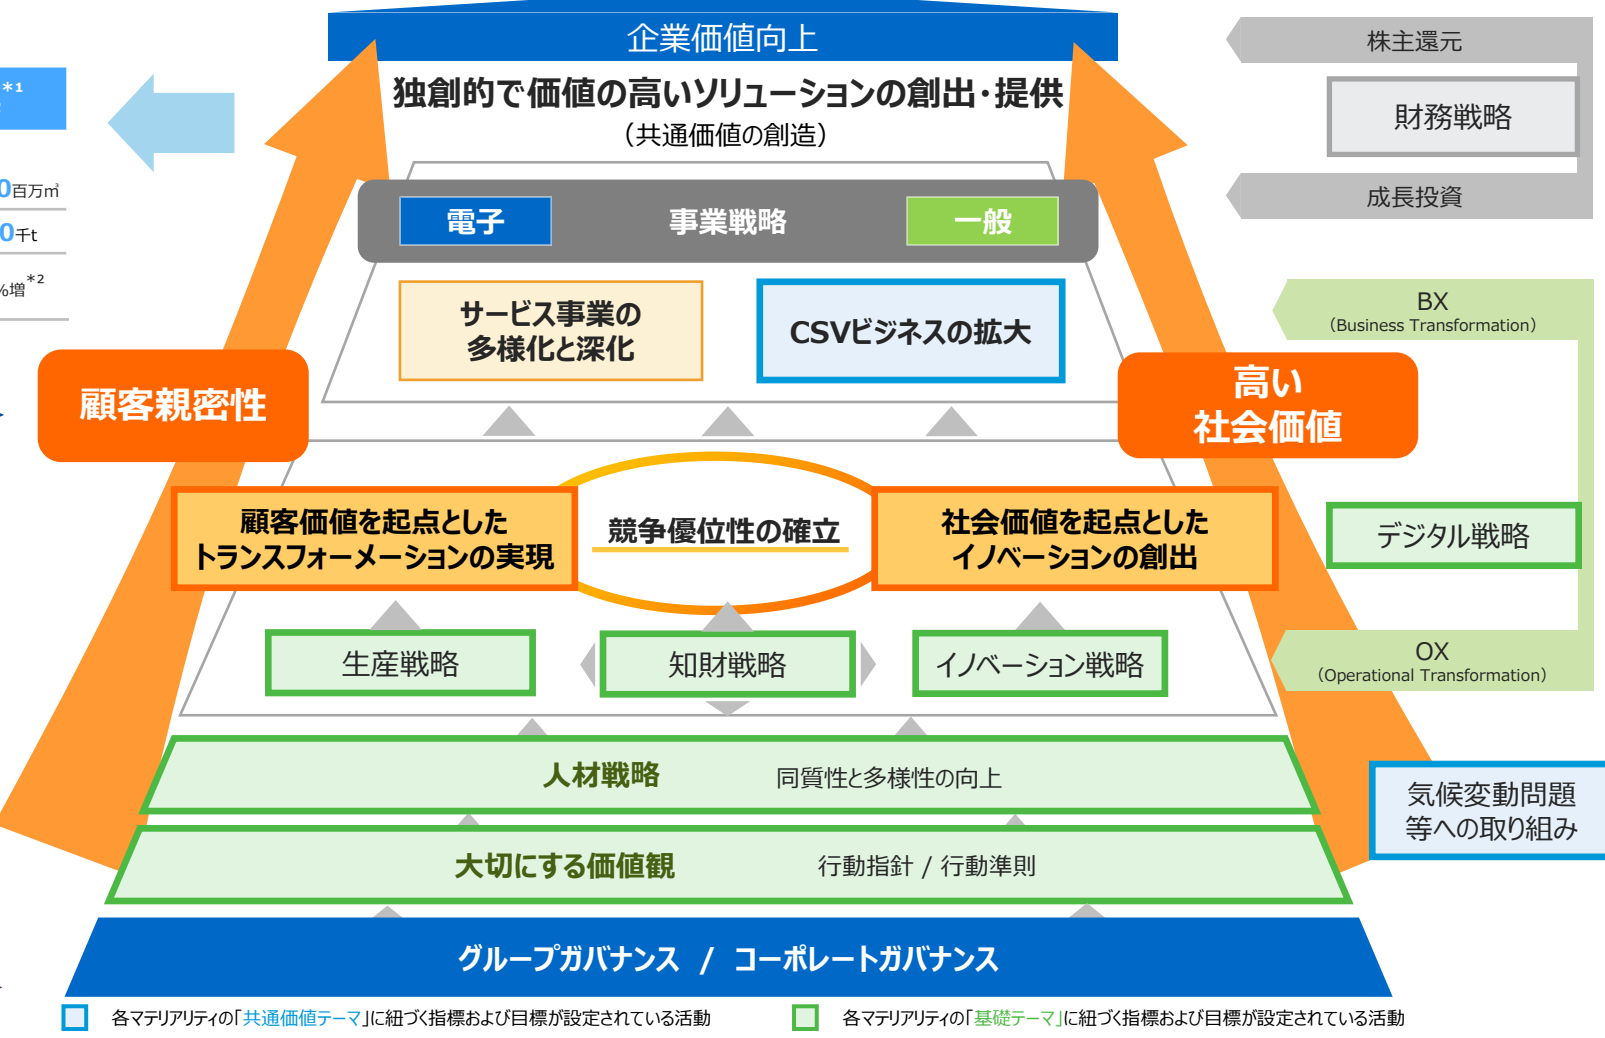 企業価値向上
独創的で価値の高いソリューションの創出・提供
（共通価値の創造）
*1
0百万㎡
0千t
%増*2
電子
事業戦略
一般
サービス事業の
多様化と深化
CSVビジネスの拡大
顧客親密性
高い
社会価値
顧客価値を起点とした
トランスフォーメーションの実現
競争優位性の確立
社会価値を起点とした
イノベーションの創出
生産戦略
知財戦略
イノベーション戦略
人材戦略
同質性と多様性の向上
大切にする価値観
行動指針 / 行動準則
グループガバナンス / コーポレートガバナンス
株主還元
財務戦略
成長投資
BX
（Business Transformation）
デジタル戦略
OX
（Operational Transformation）
気候変動問題
等への取り組み
各マテリアリティの「共通価値テーマ」に紐づく指標および目標が設定されている活動
各マテリアリティの「基礎テーマ」に紐づく指標および目標が設定されている活動